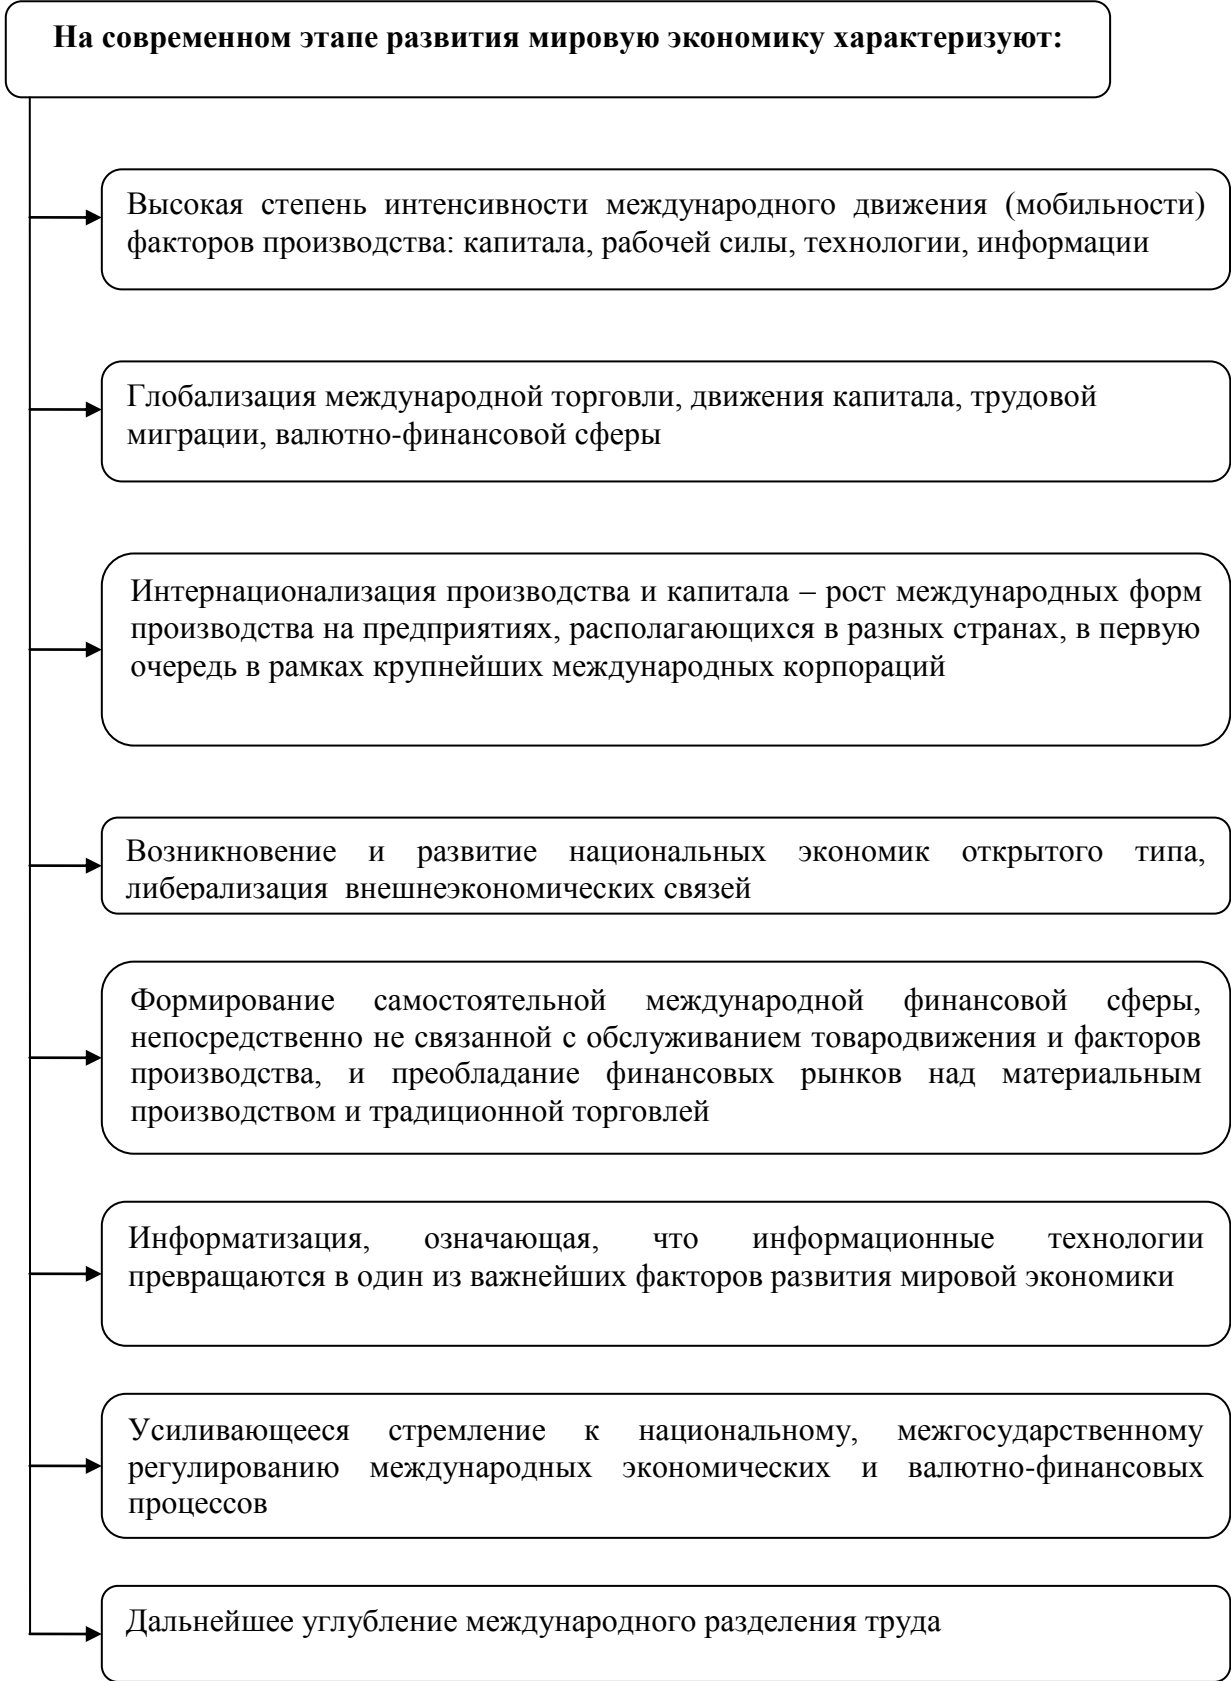 На современном этапе развития мировую экономику характеризуют:
Высокая степень интенсивности международного движения (мобильности)
факторов производства: капитала, рабочей силы, технологии, информации
Глобализация международной торговли, движения капитала, трудовой
миграции, валютно-финансовой сферы
Интернационализация производства и капитала – рост международных форм
производства на предприятиях, располагающихся в разных странах, в первую
очередь в рамках крупнейших международных корпораций
Возникновение и развитие национальных экономик открытого типа,
либерализация внешнеэкономических связей
Формирование самостоятельной международной финансовой сферы,
непосредственно не связанной с обслуживанием товародвижения и факторов
производства, и преобладание финансовых рынков над материальным
производством и традиционной торговлей
Информатизация, означающая, что информационные технологии
превращаются в один из важнейших факторов развития мировой экономики
Усиливающееся стремление к национальному, межгосударственному
регулированию международных экономических и валютно-финансовых
процессов
Дальнейшее углубление международного разделения труда